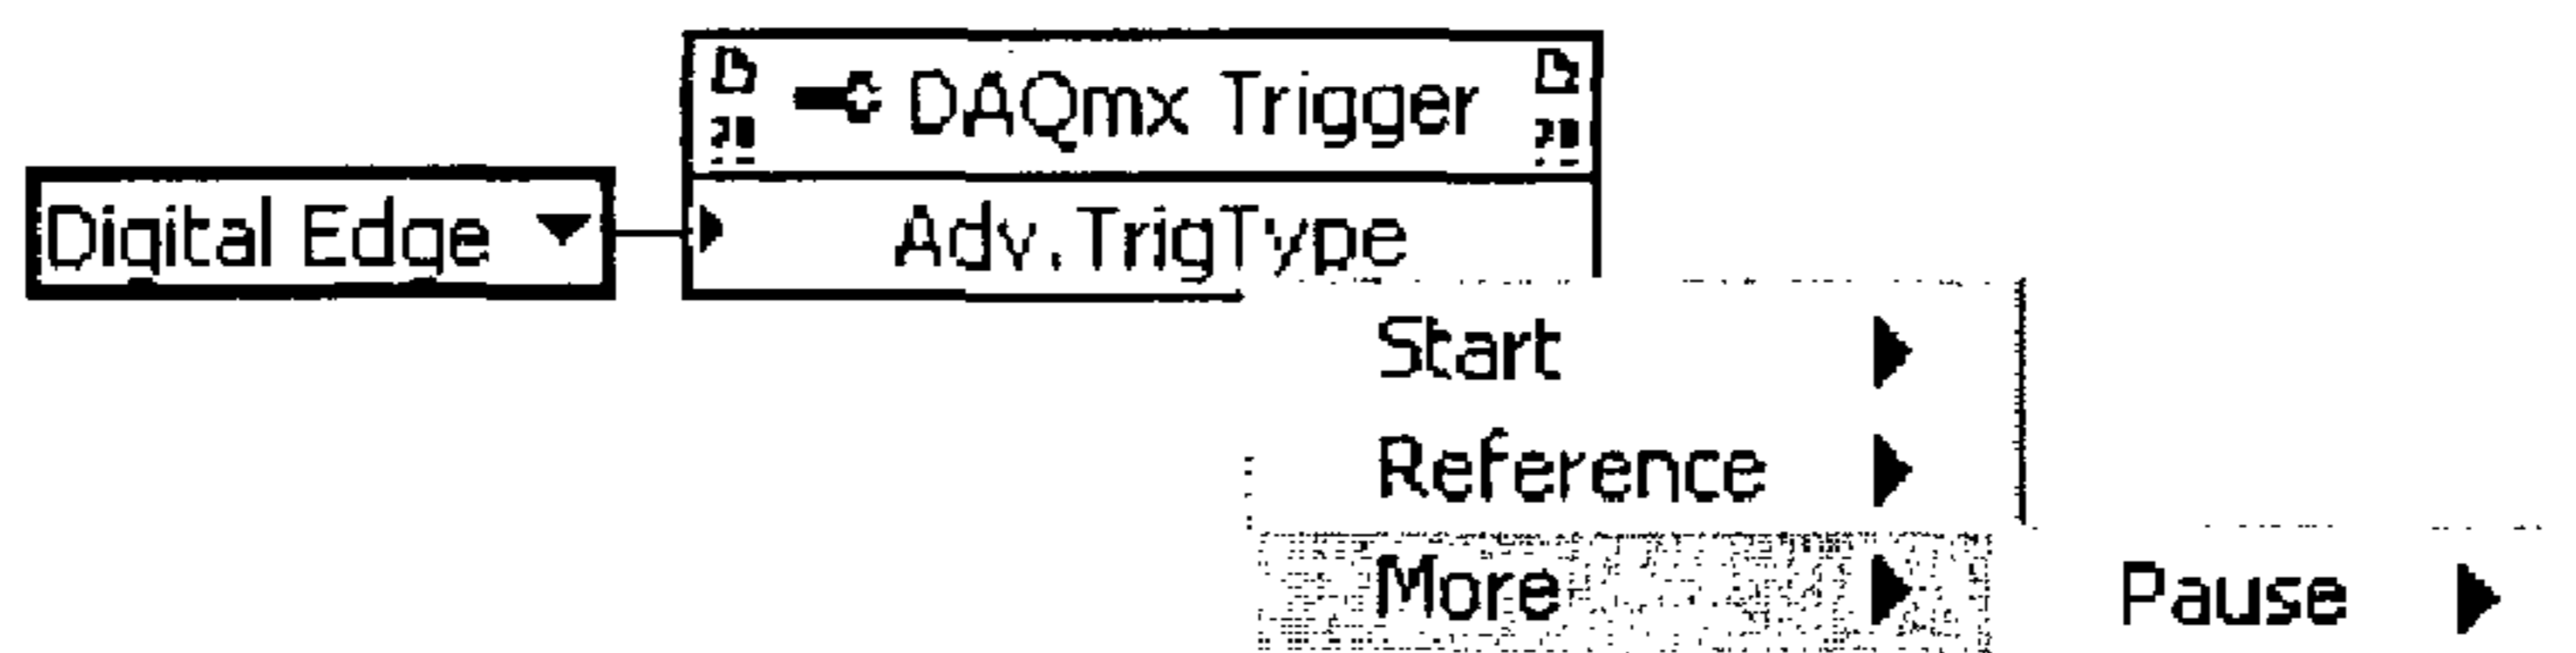 DAQmx Trigger
Digital Edge
Adv.TrigType
Start
Reference
More
Pause